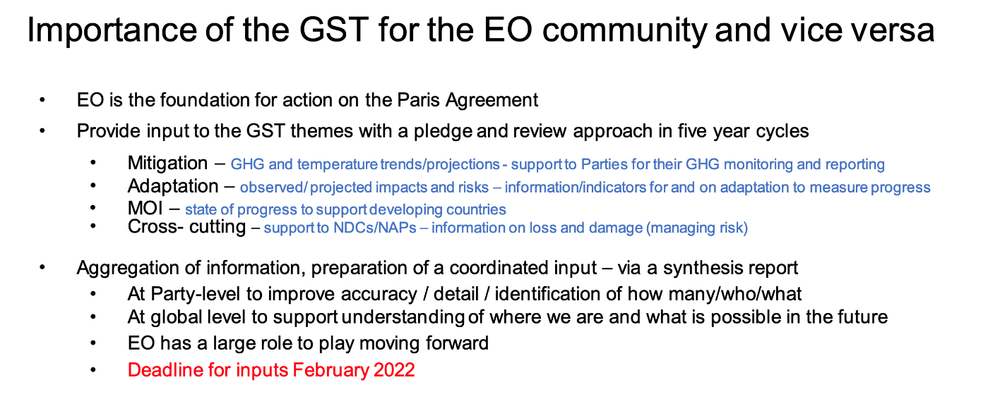 Importance of the GST for the EO community and vice versa
• EO is the foundation for action on the Paris Agreement
• Provide input to the GST themes with a pledge and review approach in five year cycles
• Mitigation – GHG and temperature trends/projections - support to Parties for their GHG monitoring and reporting
• Adaptation – observed/ projected impacts and risks – information/indicators for and on adaptation to measure progress
• MOI – state of progress to support developing countries
• Cross- cutting – support to NDCs/NAPs – information on loss and damage (managing risk)
• Aggregation of information, preparation of a coordinated input – via a synthesis report
• At Party-level to improve accuracy / detail / identification of how many/who/what
• At global level to support understanding of where we are and what is possible in the future
• EO has a large role to play moving forward
• Deadline for inputs February 2022